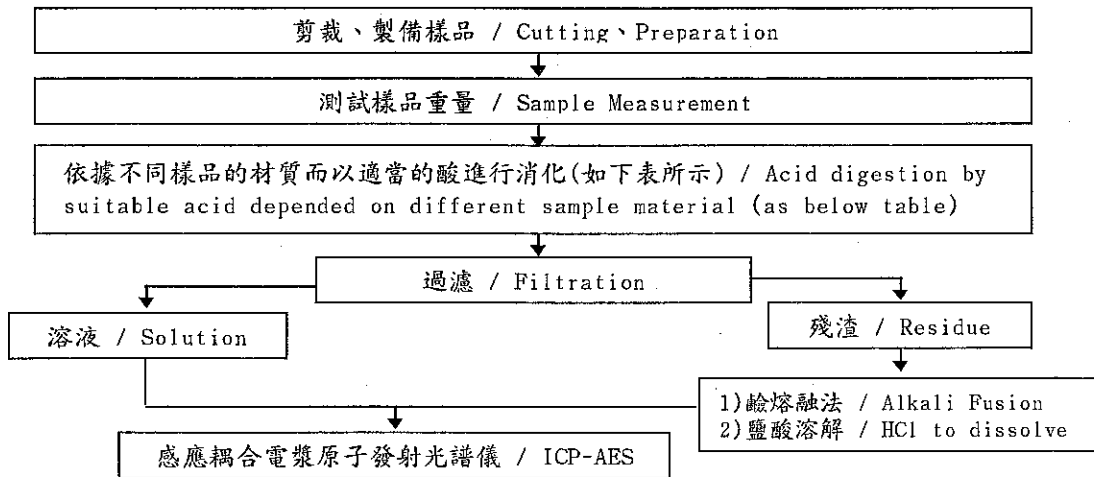 剪裁、製備樣品 / Cutting、Preparation
測試樣品重量 / Sample Measurement
依據不同樣品的材質而以適當的酸進行消化(如下表所示) / Acid digestion by
suitable acid depended on different sample material (as below table)
過濾 / Filtration
溶液 / Solution
殘渣 / Residue
1)鹼熔融法 / Alkali Fusion
2)鹽酸溶解 / HCl to dissolve
感應耦合電漿原子發射光譜儀 / ICP-AES